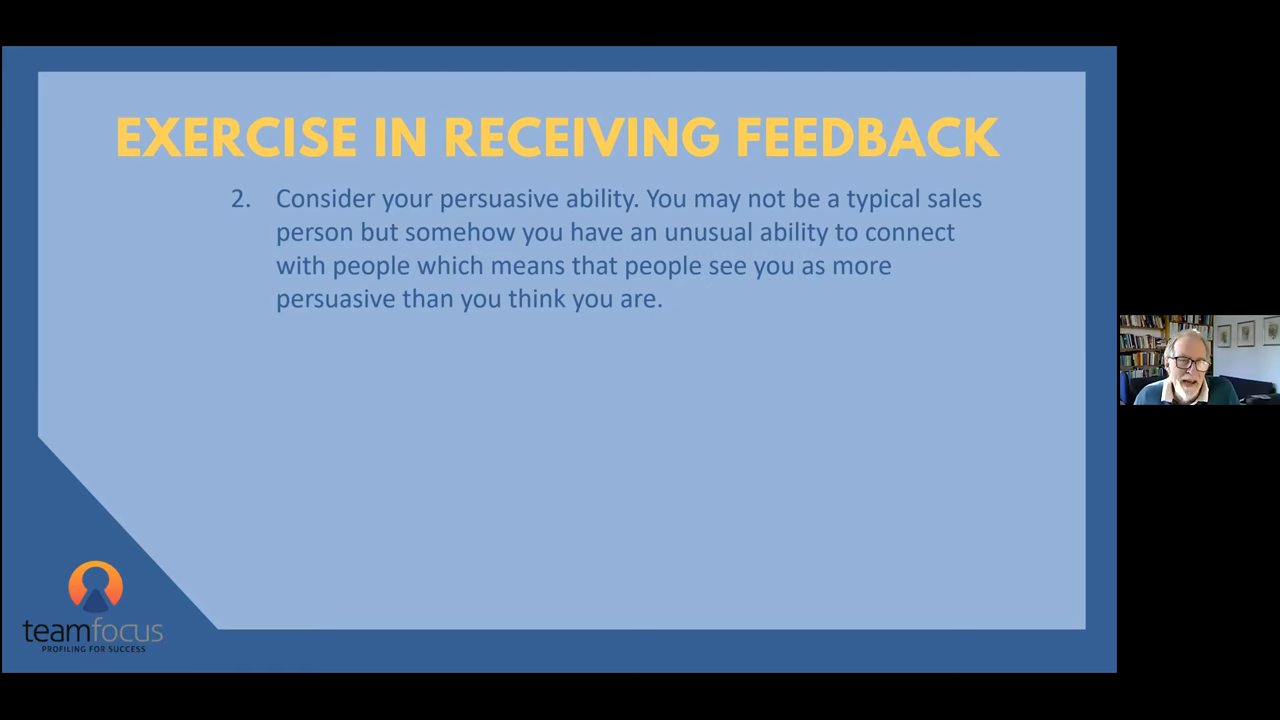 EXERCISE IN RECEIVING FEEDBACK
2. Consider your persuasive ability. You may not be a typical sales
person but somehow you have an unusual ability to connect
with people which means that people see you as more
persuasive than you think you are.
teamfocus
PROFILING FOR SUCCESS